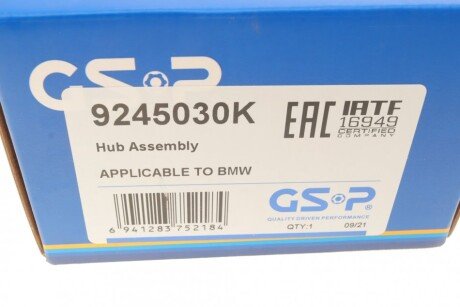 GSP
9245030K
Hub Assembly
APPLICABLE TO BMW
6 941283 752184
EAC
IATF
16949
CERTIFIED
COMPANY
GSP
QUALITY DRIVEN PERFORMANCE
QTY:1 09/21